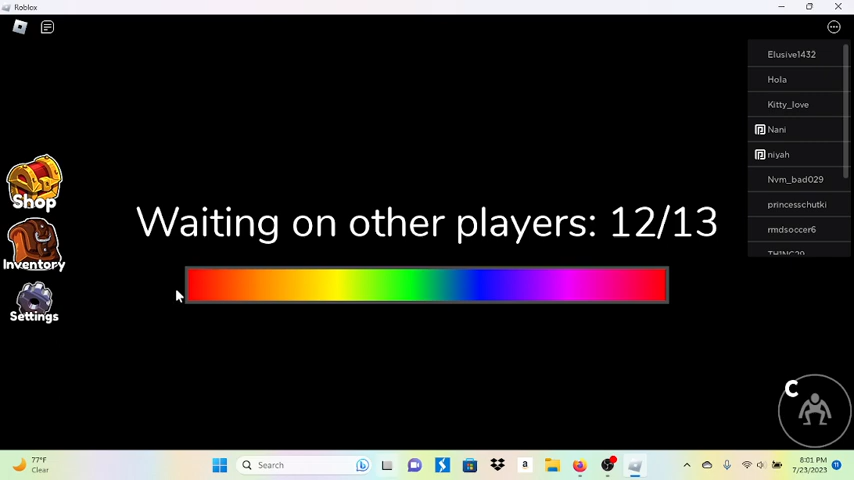 Roblox
Elusive1432
Hola
Kitty_love
Nani
niyah
Nvm_bad029
princesschutki
rmdsoccer6
THING29
Shop
Inventory
Settings
Waiting on other players: 12/13
C
77°F
Clear
Search
8:01 PM
7/23/2023